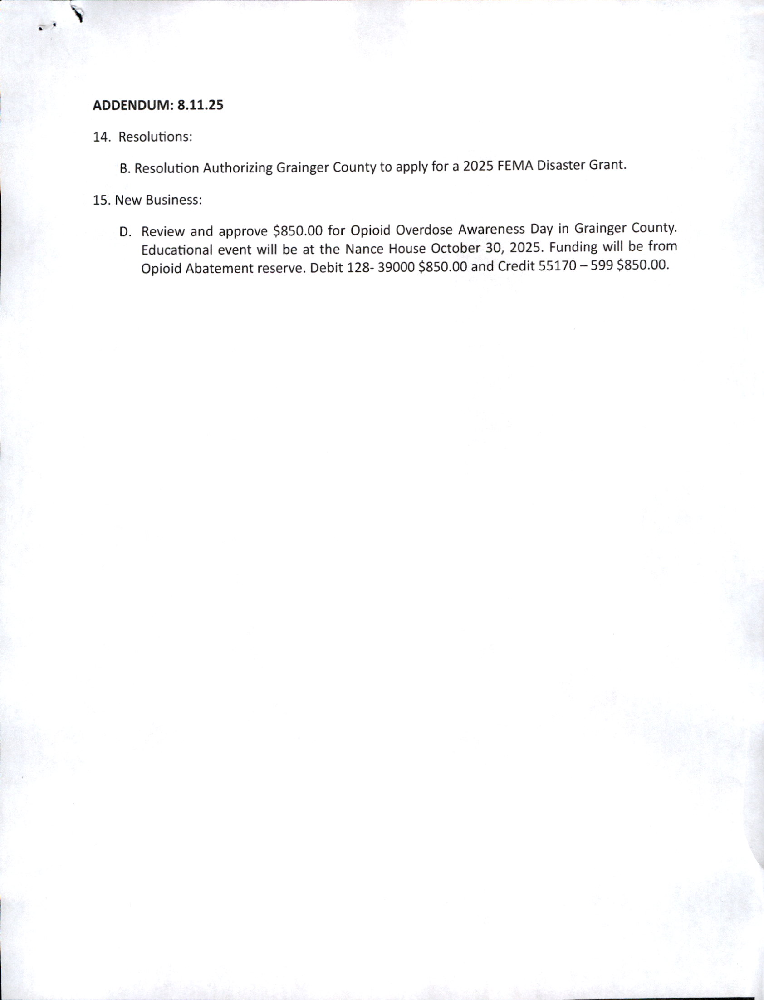 ADDENDUM: 8.11.25
14. Resolutions:
B. Resolution Authorizing Grainger County to apply for a 2025 FEMA Disaster Grant.
15. New Business:
D. Review and approve $850.00 for Opioid Overdose Awareness Day in Grainger County.
Educational event will be at the Nance House October 30, 2025. Funding will be from
Opioid Abatement reserve. Debit 128- 39000 $850.00 and Credit 55170 – 599 $850.00.